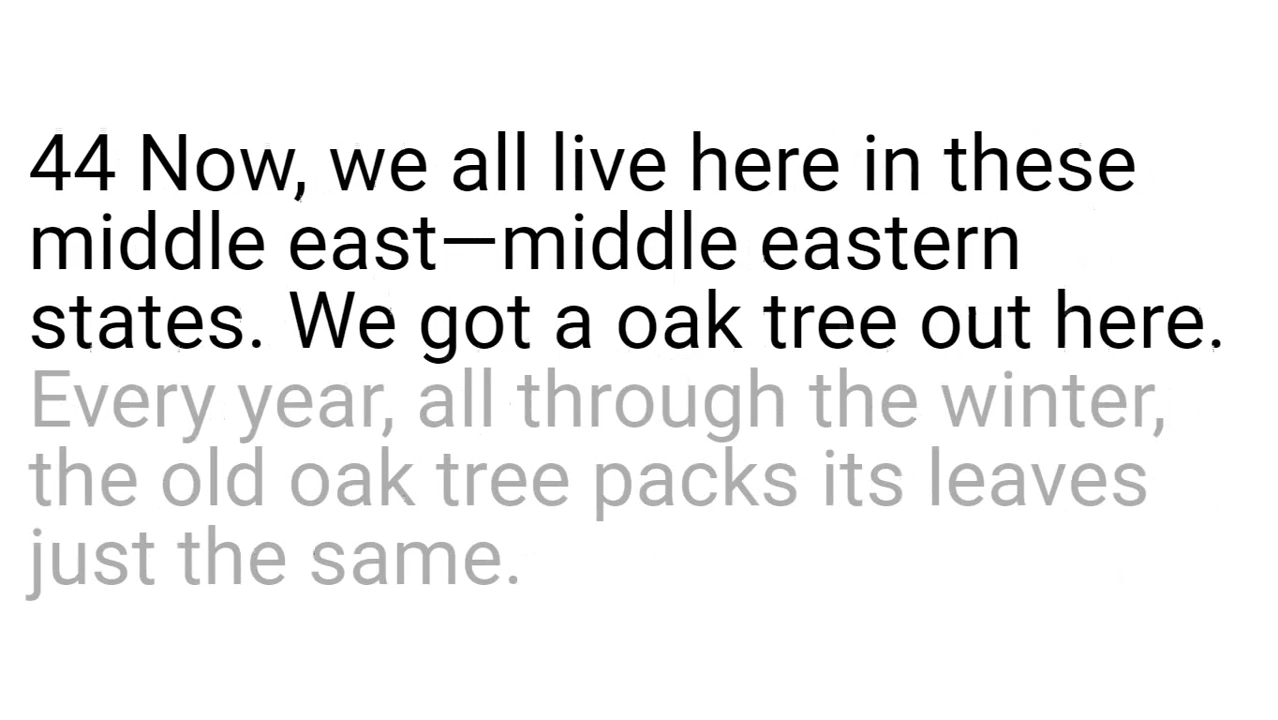 44 Now, we all live here in these
middle east—middle eastern
states. We got a oak tree out here.
Every year, all through the winter,
the old oak tree packs its leaves
just the same.